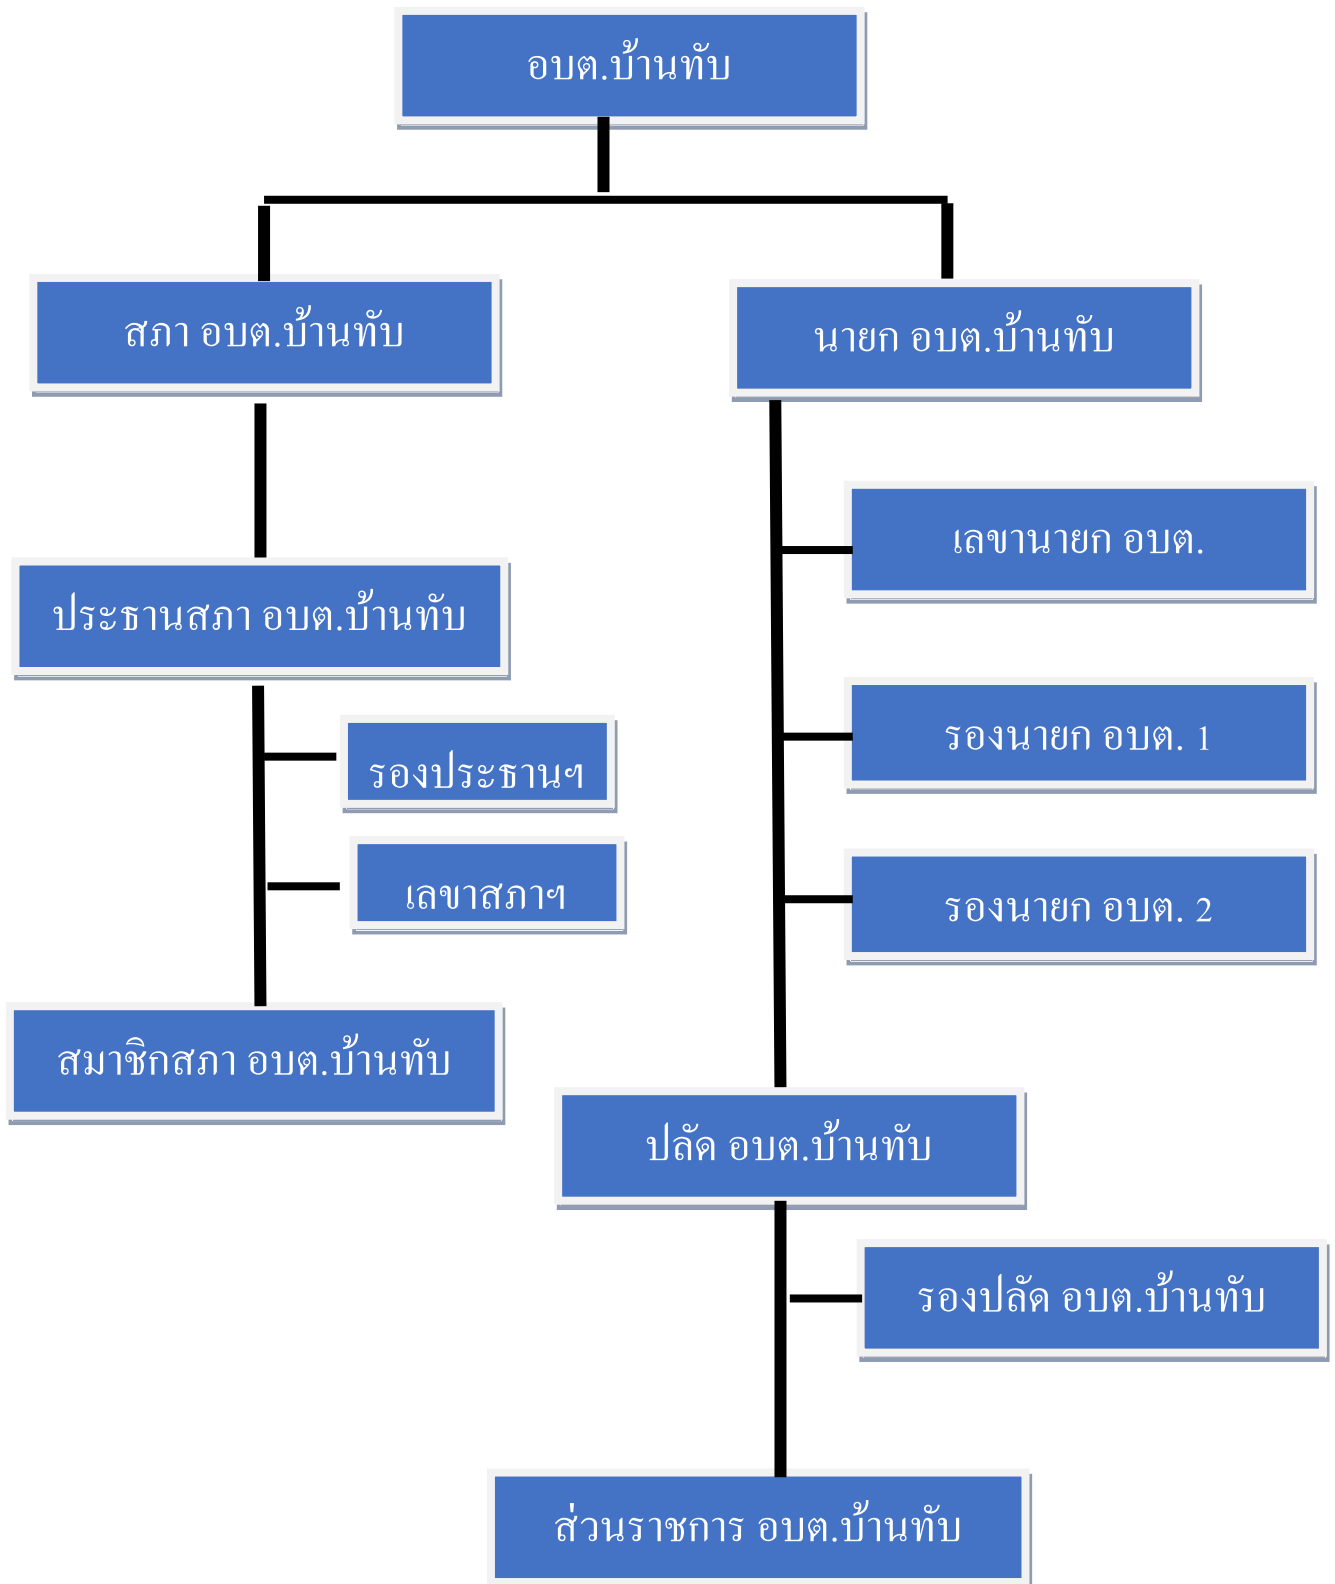 อบต.บ้านทับ
สภา อบต.บ้านทับ
นายก อบต.บ้านทับ
เลขานายก อบต.
ประธานสภา อบต.บ้านทับ
รองนายก อบต. 1
รองประธานฯ
เลขาสภาฯ
รองนายก อบต. 2
สมาชิกสภา อบต.บ้านทับ
ปลัด อบต.บ้านทับ
รองปลัด อบต.บ้านทับ
ส่วนราชการ อบต.บ้านทับ